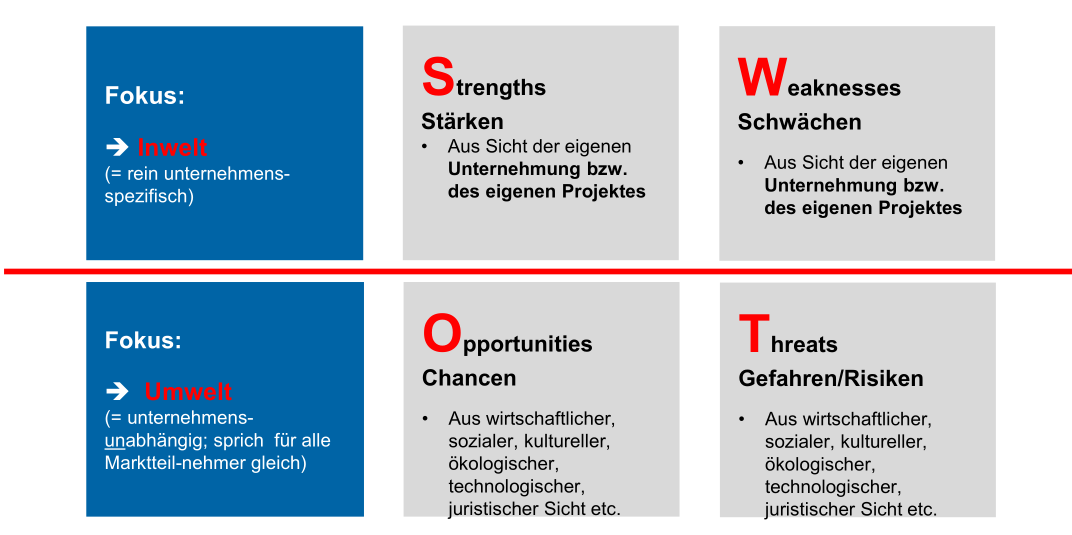 Fokus:
➔ Inwelt
(= rein unternehmens-
spezifisch)
Strengths
Stärken
• Aus Sicht der eigenen
Unternehmung bzw.
des eigenen Projektes
Weaknesses
Schwächen
• Aus Sicht der eigenen
Unternehmung bzw.
des eigenen Projektes
Fokus:
➔ Umwelt
(= unternehmens-
unabhängig; sprich für alle
Marktteil-nehmer gleich)
Opportunities
Chancen
• Aus wirtschaftlicher,
sozialer, kultureller,
ökologischer,
technologischer,
juristischer Sicht etc.
Threats
Gefahren/Risiken
• Aus wirtschaftlicher,
sozialer, kultureller,
ökologischer,
technologischer,
juristischer Sicht etc.